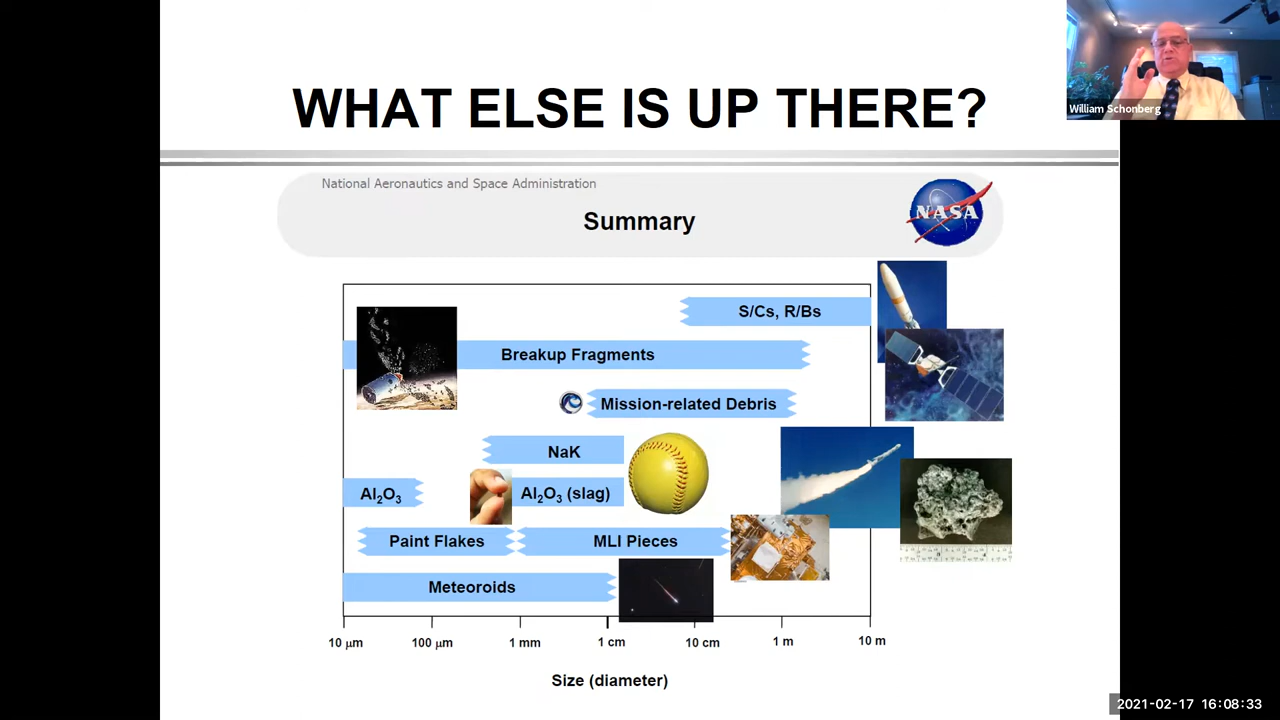 WHAT ELSE IS UP THERE?
William Schonberg
National Aeronautics and Space Administration
Summary
NASA
S/Cs, R/Bs
Breakup Fragments
Mission-related Debris
NaK
Al₂O₃
Al₂O₃ (slag)
Paint Flakes
MLI Pieces
Meteoroids
10 μm
100 μm
1 mm
1 cm
10 cm
1 m
10 m
Size (diameter)
2021-02-17 16:08:33